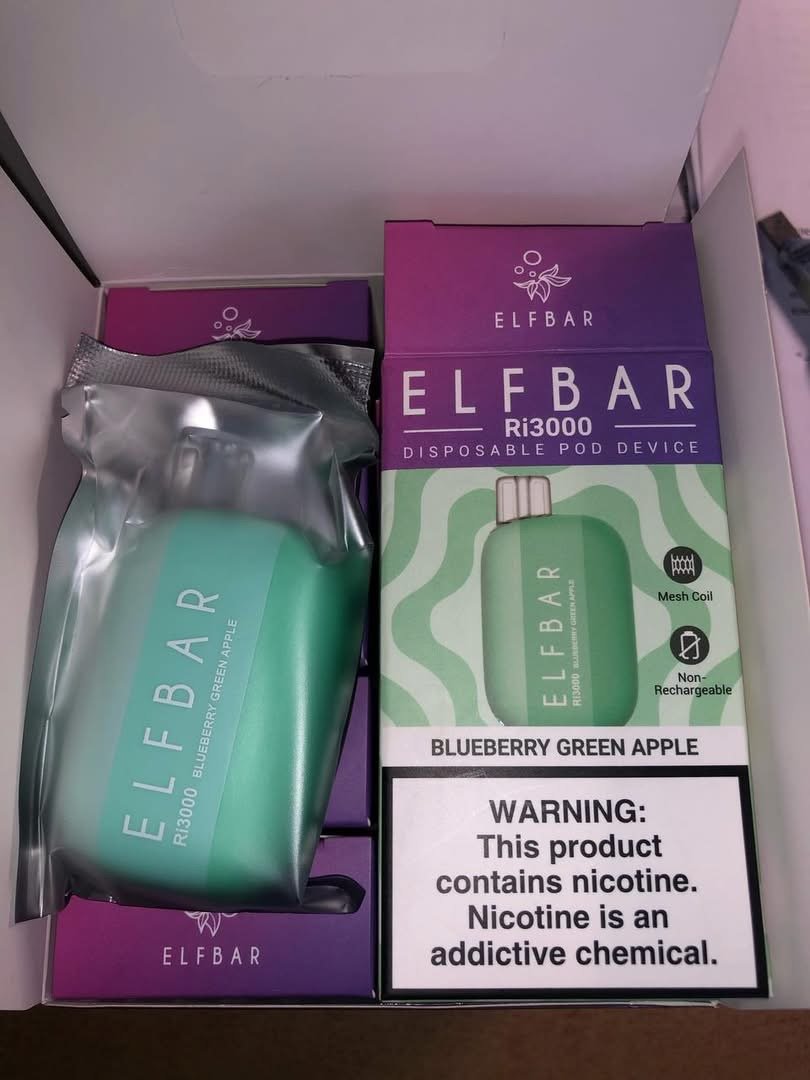 ELFBAR
ELFBAR
Ri3000
DISPOSABLE POD DEVICE
ELFBAR
Ri3000 BLUEBERRY GREEN APPLE
Mesh Coil
Non-
Rechargeable
BLUEBERRY GREEN APPLE
WARNING:
This product
contains nicotine.
Nicotine is an
addictive chemical.
ELFBAR
Ri3000 BLUEBERRY GREEN APPLE
ELFBAR